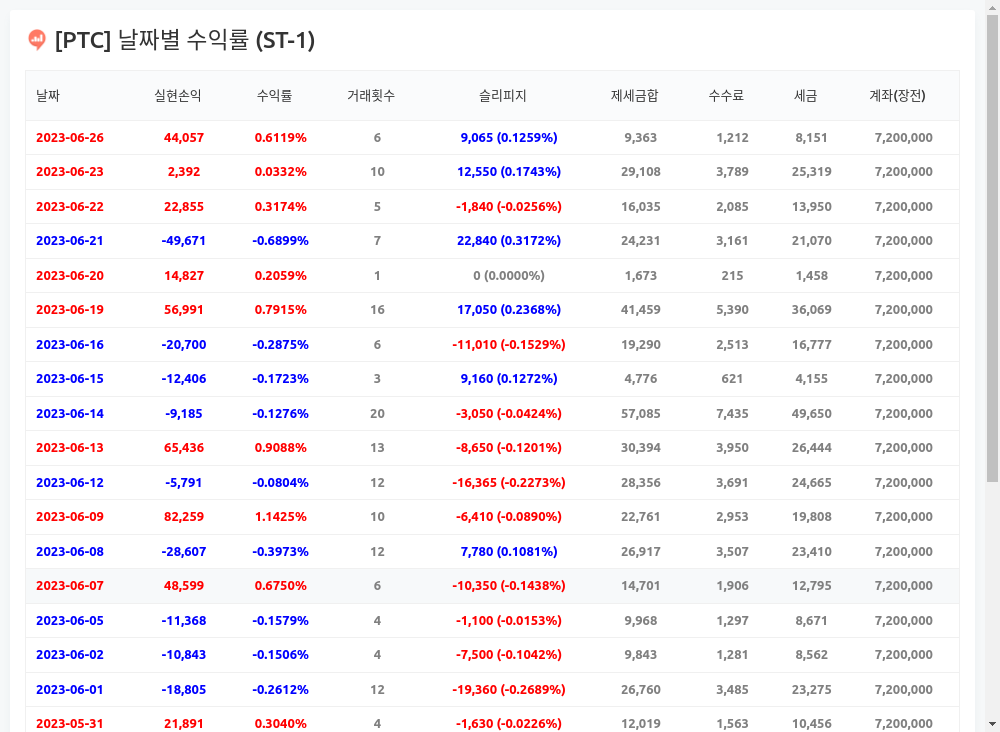 [PTC] 날짜별 수익률 (ST-1)
날짜 실현손익 수익률 거래횟수 슬리피지 제세금합 수수료 세금 계좌(장전)
2023-06-26 44,057 0.6119% 6 9,065 (0.1259%) 9,363 1,212 8,151 7,200,000
2023-06-23 2,392 0.0332% 10 12,550 (0.1743%) 29,108 3,789 25,319 7,200,000
2023-06-22 22,855 0.3174% 5 -1,840 (-0.0256%) 16,035 2,085 13,950 7,200,000
2023-06-21 -49,671 -0.6899% 7 22,840 (0.3172%) 24,231 3,161 21,070 7,200,000
2023-06-20 14,827 0.2059% 1 0 (0.0000%) 1,673 215 1,458 7,200,000
2023-06-19 56,991 0.7915% 16 17,050 (0.2368%) 41,459 5,390 36,069 7,200,000
2023-06-16 -20,700 -0.2875% 6 -11,010 (-0.1529%) 19,290 2,513 16,777 7,200,000
2023-06-15 -12,406 -0.1723% 3 9,160 (0.1272%) 4,776 621 4,155 7,200,000
2023-06-14 -9,185 -0.1276% 20 -3,050 (-0.0424%) 57,085 7,435 49,650 7,200,000
2023-06-13 65,436 0.9088% 13 -8,650 (-0.1201%) 30,394 3,950 26,444 7,200,000
2023-06-12 -5,791 -0.0804% 12 -16,365 (-0.2273%) 28,356 3,691 24,665 7,200,000
2023-06-09 82,259 1.1425% 10 -6,410 (-0.0890%) 22,761 2,953 19,808 7,200,000
2023-06-08 -28,607 -0.3973% 12 7,780 (0.1081%) 26,917 3,507 23,410 7,200,000
2023-06-07 48,599 0.6750% 6 -10,350 (-0.1438%) 14,701 1,906 12,795 7,200,000
2023-06-05 -11,368 -0.1579% 4 -1,100 (-0.0153%) 9,968 1,297 8,671 7,200,000
2023-06-02 -10,843 -0.1506% 4 -7,500 (-0.1042%) 9,843 1,281 8,562 7,200,000
2023-06-01 -18,805 -0.2612% 12 -19,360 (-0.2689%) 26,760 3,485 23,275 7,200,000
2023-05-31 21,891 0.3040% 4 -1,630 (-0.0226%) 12,019 1,563 10,456 7,200,000